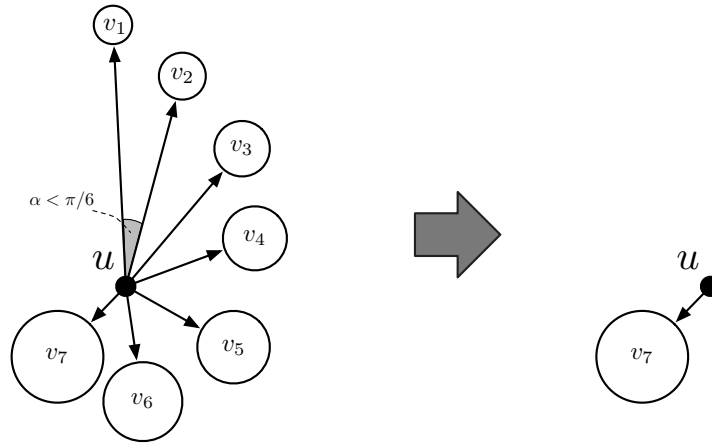 v₁
v₂
v₃
α < π/6
v₄
u
u
v₅
v₇
v₇
v₆